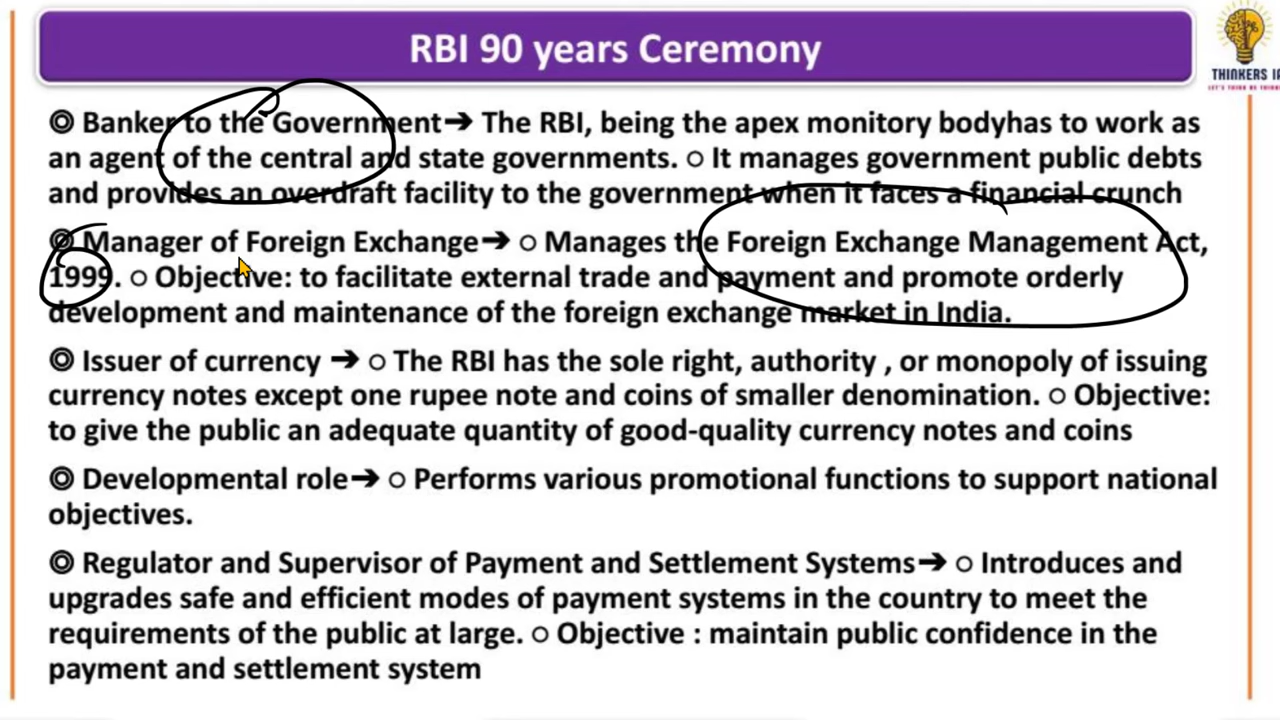 RBI 90 years Ceremony
THINKERS IA
LET'S THINK BE THINK
◎ Banker to the Government➔ The RBI, being the apex monitory bodyhas to work as
an agent of the central and state governments. ○ It manages government public debts
and provides an overdraft facility to the government when it faces a financial crunch
◎ Manager of Foreign Exchange➔ ○ Manages the Foreign Exchange Management Act,
1999. ○ Objective: to facilitate external trade and payment and promote orderly
development and maintenance of the foreign exchange market in India.
◎ Issuer of currency ➔ ○ The RBI has the sole right, authority , or monopoly of issuing
currency notes except one rupee note and coins of smaller denomination. ○ Objective:
to give the public an adequate quantity of good-quality currency notes and coins
◎ Developmental role➔ ○ Performs various promotional functions to support national
objectives.
◎ Regulator and Supervisor of Payment and Settlement Systems➔ ○ Introduces and
upgrades safe and efficient modes of payment systems in the country to meet the
requirements of the public at large. ○ Objective : maintain public confidence in the
payment and settlement system